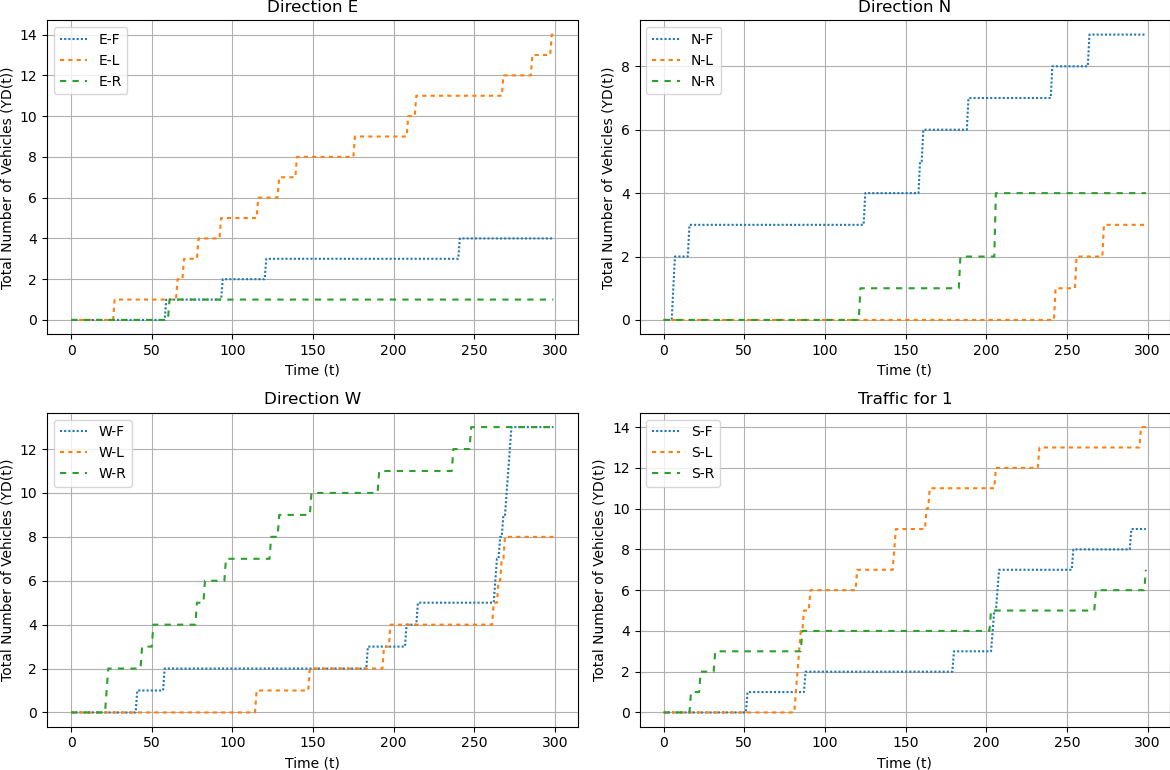 Direction E
Total Number of Vehicles (YD(t))
14
12
10
8
6
4
2
0
E-F
E-L
E-R
0 50 100 150 200 250 300
Time (t)
Direction N
Total Number of Vehicles (YD(t))
8
6
4
2
0
N-F
N-L
N-R
0 50 100 150 200 250 300
Time (t)
Direction W
Total Number of Vehicles (YD(t))
12
10
8
6
4
2
0
W-F
W-L
W-R
0 50 100 150 200 250 300
Time (t)
Traffic for 1
Total Number of Vehicles (YD(t))
14
12
10
8
6
4
2
0
S-F
S-L
S-R
0 50 100 150 200 250 300
Time (t)